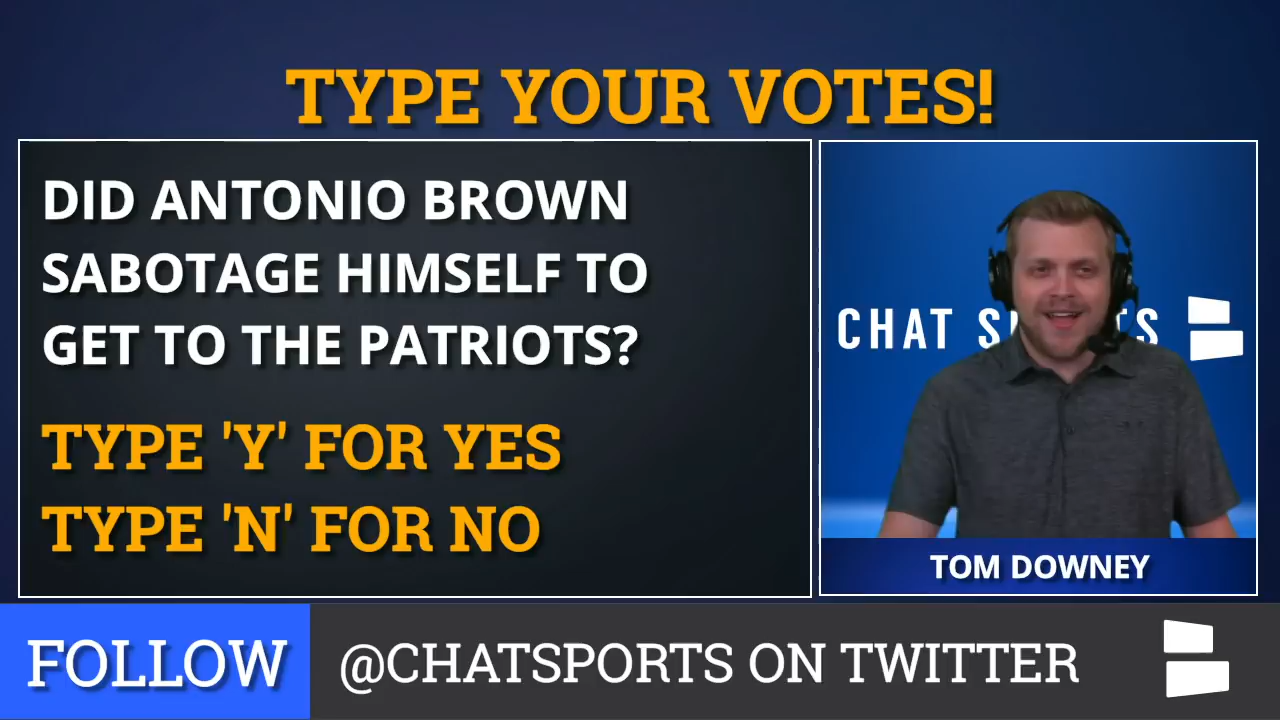 TYPE YOUR VOTES!
DID ANTONIO BROWN
SABOTAGE HIMSELF TO
GET TO THE PATRIOTS?
TYPE 'Y' FOR YES
TYPE 'N' FOR NO
CHAT S TS
TOM DOWNEY
FOLLOW
@CHATSPORTS ON TWITTER